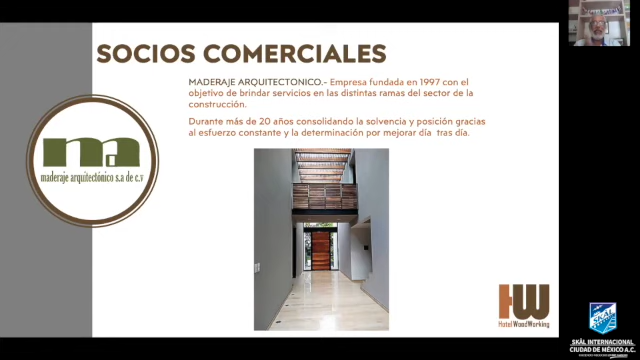 SOCIOS COMERCIALES
MADERAJE ARQUITECTONICO.- Empresa fundada en 1997 con el
objetivo de brindar servicios en las distintas ramas del sector de la
construcción.
Durante más de 20 años consolidando la solvencia y posición gracias
al esfuerzo constante y la determinación por mejorar día tras día.
maderaje arquitectónico s.a de c.v
HW
Hotel WoodWorking
SKÅL INTERNACIONAL
CIUDAD DE MÉXICO A.C.